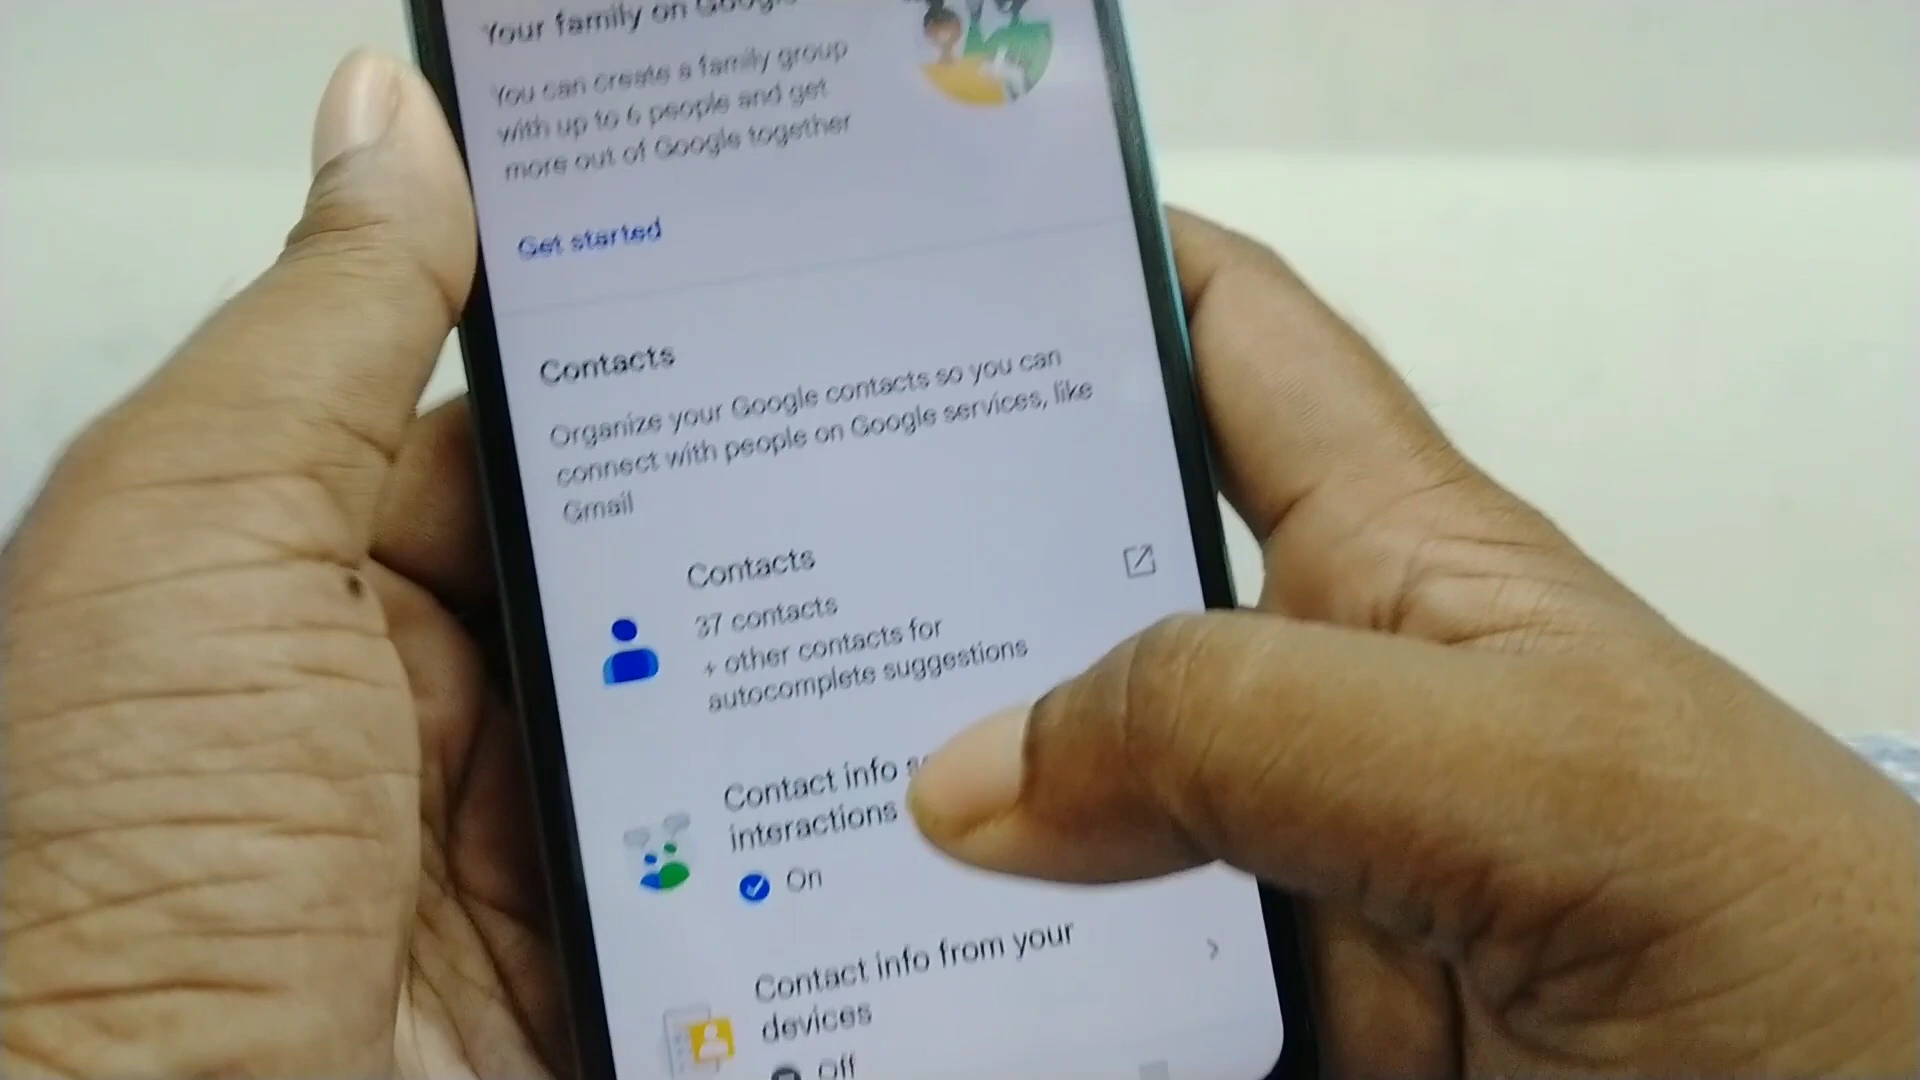 Your family on Google
You can create a family group
with up to 6 people and get
more out of Google together
Get started
Contacts
Organize your Google contacts so you can
connect with people on Google services, like
Gmail
Contacts
37 contacts
+ other contacts for
autocomplete suggestions
Contact info
interactions
On
Contact info from your
devices
Off